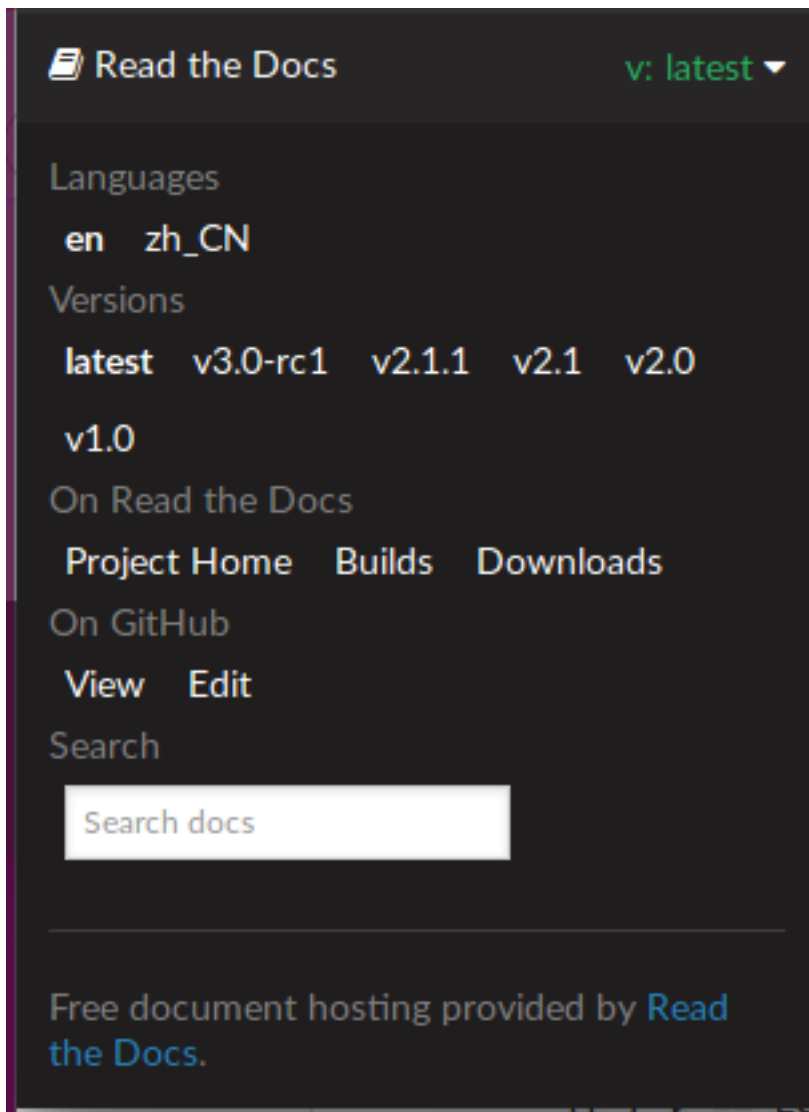 Read the Docs v: latest
Languages
en zh_CN
Versions
latest v3.0-rc1 v2.1.1 v2.1 v2.0
v1.0
On Read the Docs
Project Home Builds Downloads
On GitHub
View Edit
Search
Search docs
Free document hosting provided by Read
the Docs.